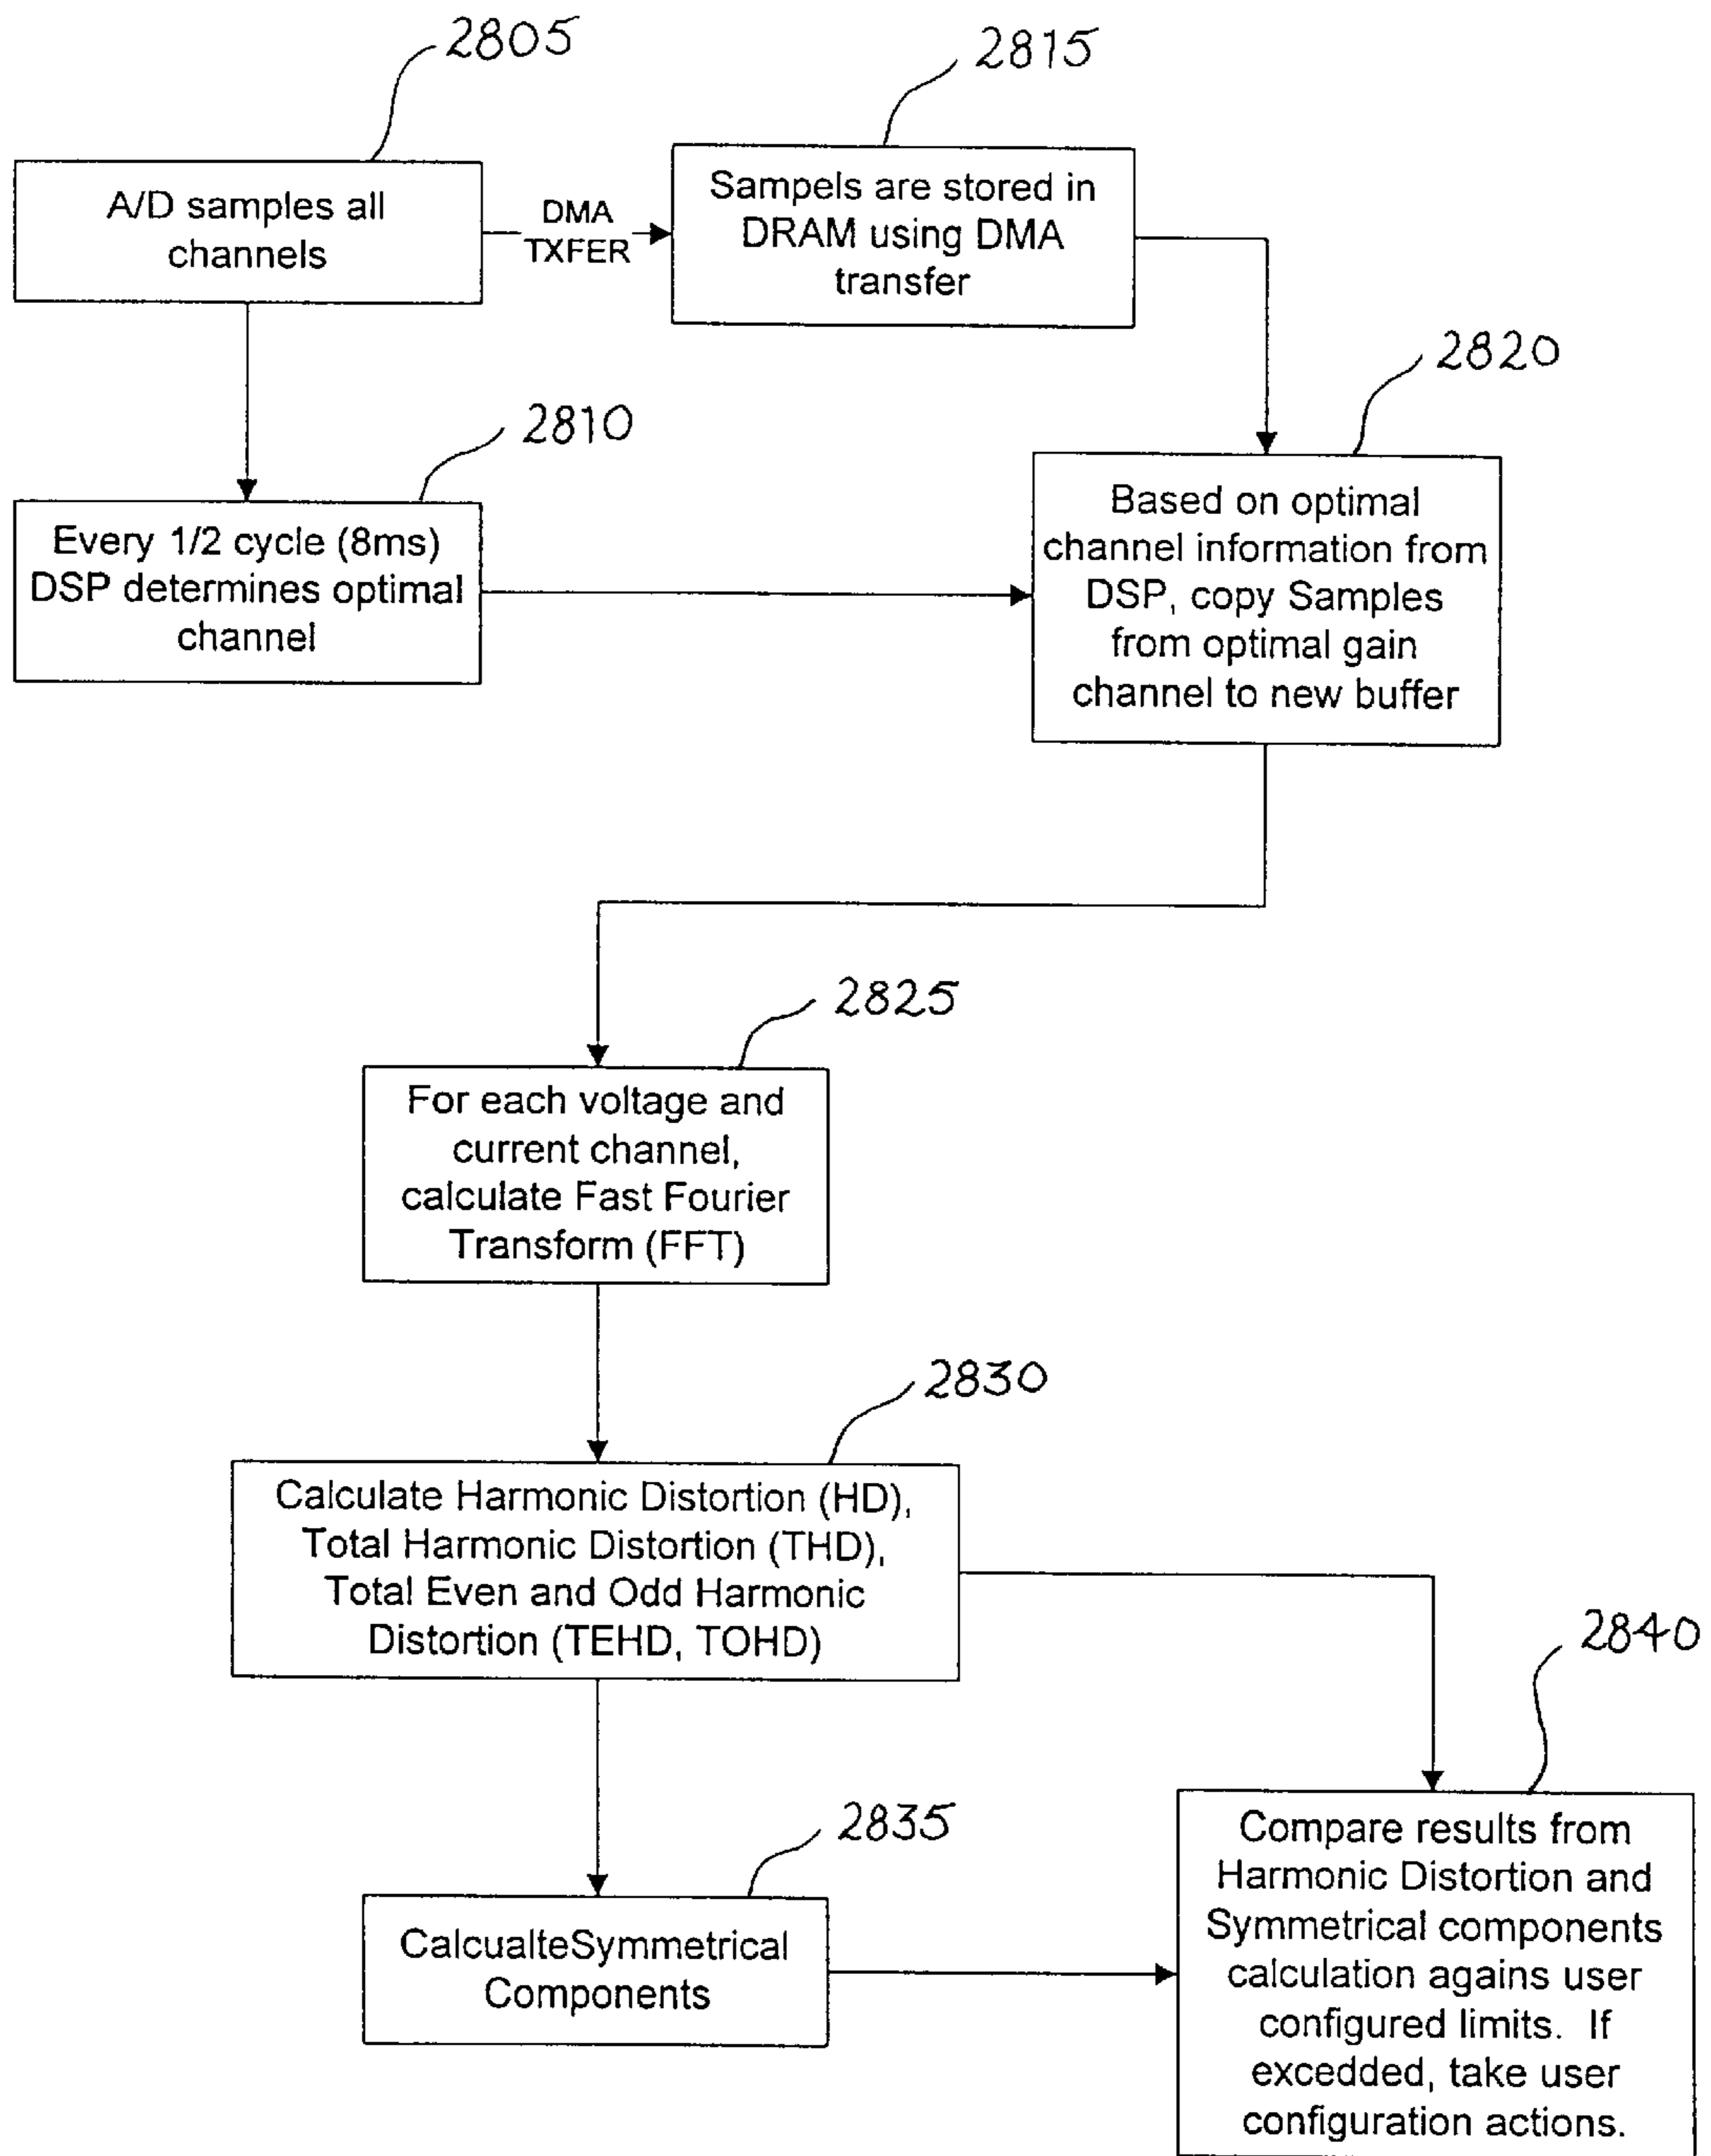 2805
2815
A/D samples all
channels
DMA
TXFER
Sampels are stored in
DRAM using DMA
transfer
2820
2810
Every 1/2 cycle (8ms)
DSP determines optimal
channel
Based on optimal
channel information from
DSP, copy Samples
from optimal gain
channel to new buffer
2825
For each voltage and
current channel,
calculate Fast Fourier
Transform (FFT)
2830
Calculate Harmonic Distortion (HD),
Total Harmonic Distortion (THD),
Total Even and Odd Harmonic
Distortion (TEHD, TOHD)
2840
2835
CalcualteSymmetrical
Components
Compare results from
Harmonic Distortion and
Symmetrical components
calculation agains user
configured limits. If
excedded, take user
configuration actions.